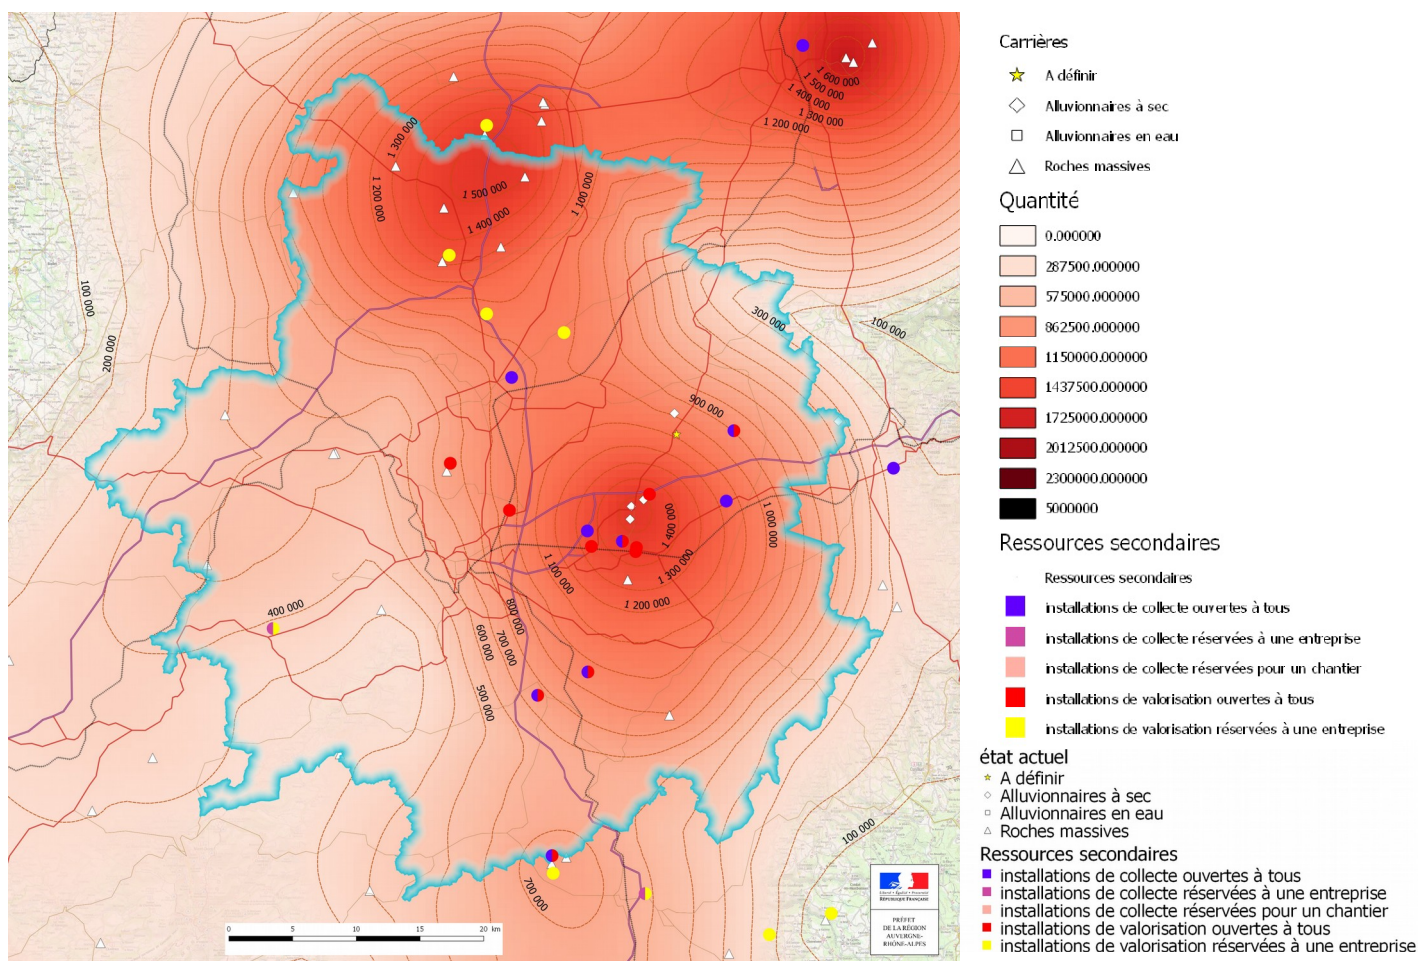 1 600 000
1 500 000
1 400 000
1 300 000
1 200 000
1 300 000
1 200 000
1 500 000
1 400 000
1 100 000
100 000
200 000
300 000
100 000
900 000
1 000 000
000
1 400 000
1 300 000
1 200 000
1 100 000
800 000
700 000
600 000
500 000
400 000
700 000
100 000
0 5 10 15 20 km
Liberté • Égalité • Fraternité
RÉPUBLIQUE FRANÇAISE
PRÉFET
DE LA RÉGION
AUVERGNE-
RHÔNE-ALPES
Carrières
A définir
Alluvionnaires à sec
Alluvionnaires en eau
Roches massives
Quantité
0.000000
287500.000000
575000.000000
862500.000000
1150000.000000
1437500.000000
1725000.000000
2012500.000000
2300000.000000
5000000
Ressources secondaires
Ressources secondaires
installations de collecte ouvertes à tous
installations de collecte réservées à une entreprise
installations de collecte réservées pour un chantier
installations de valorisation ouvertes à tous
installations de valorisation réservées à une entreprise
état actuel
A définir
Alluvionnaires à sec
Alluvionnaires en eau
Roches massives
Ressources secondaires
installations de collecte ouvertes à tous
installations de collecte réservées à une entreprise
installations de collecte réservées pour un chantier
installations de valorisation ouvertes à tous
installations de valorisation réservées à une entreprise